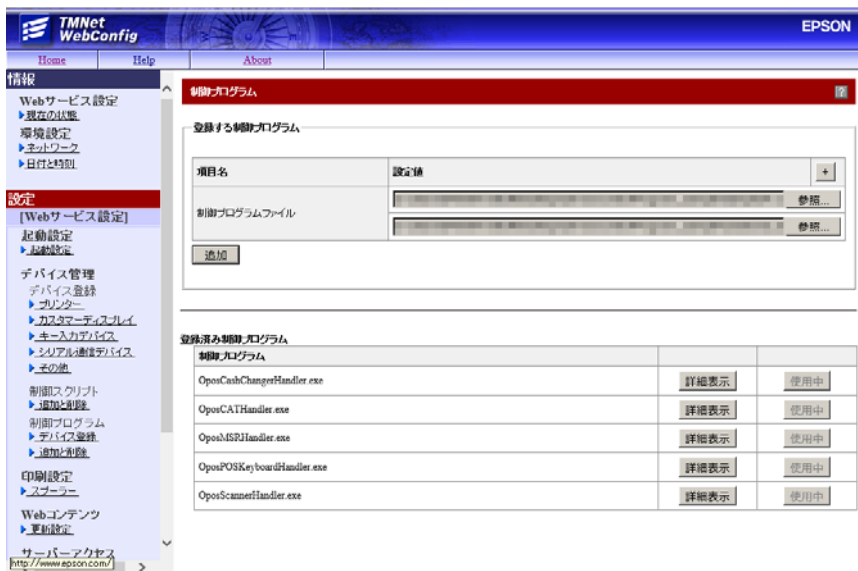 TMNet
WebConfig
EPSON
Home Help About
情報
Webサービス設定
現在の状態
環境設定
ネットワーク
日付と時刻
設定
[Webサービス設定]
起動設定
起動設定
デバイス管理
デバイス登録
プリンター
カスタマーディスプレイ
キー入力デバイス
シリアル通信デバイス
その他
制御スクリプト
追加と削除
制御プログラム
デバイス登録
追加と削除
印刷設定
スプーラー
Webコンテンツ
更新設定
サーバーアクセス
http://www.epson.com/
制御プログラム ?
登録する制御プログラム
項目名 設定値 +
制御プログラムファイル
参照...
参照...
追加
登録済み制御プログラム
制御プログラム
OposCashChangerHandler.exe 詳細表示 使用中
OposCATHandler.exe 詳細表示 使用中
OposMSRHandler.exe 詳細表示 使用中
OposPOSKeyboardHandler.exe 詳細表示 使用中
OposScannerHandler.exe 詳細表示 使用中